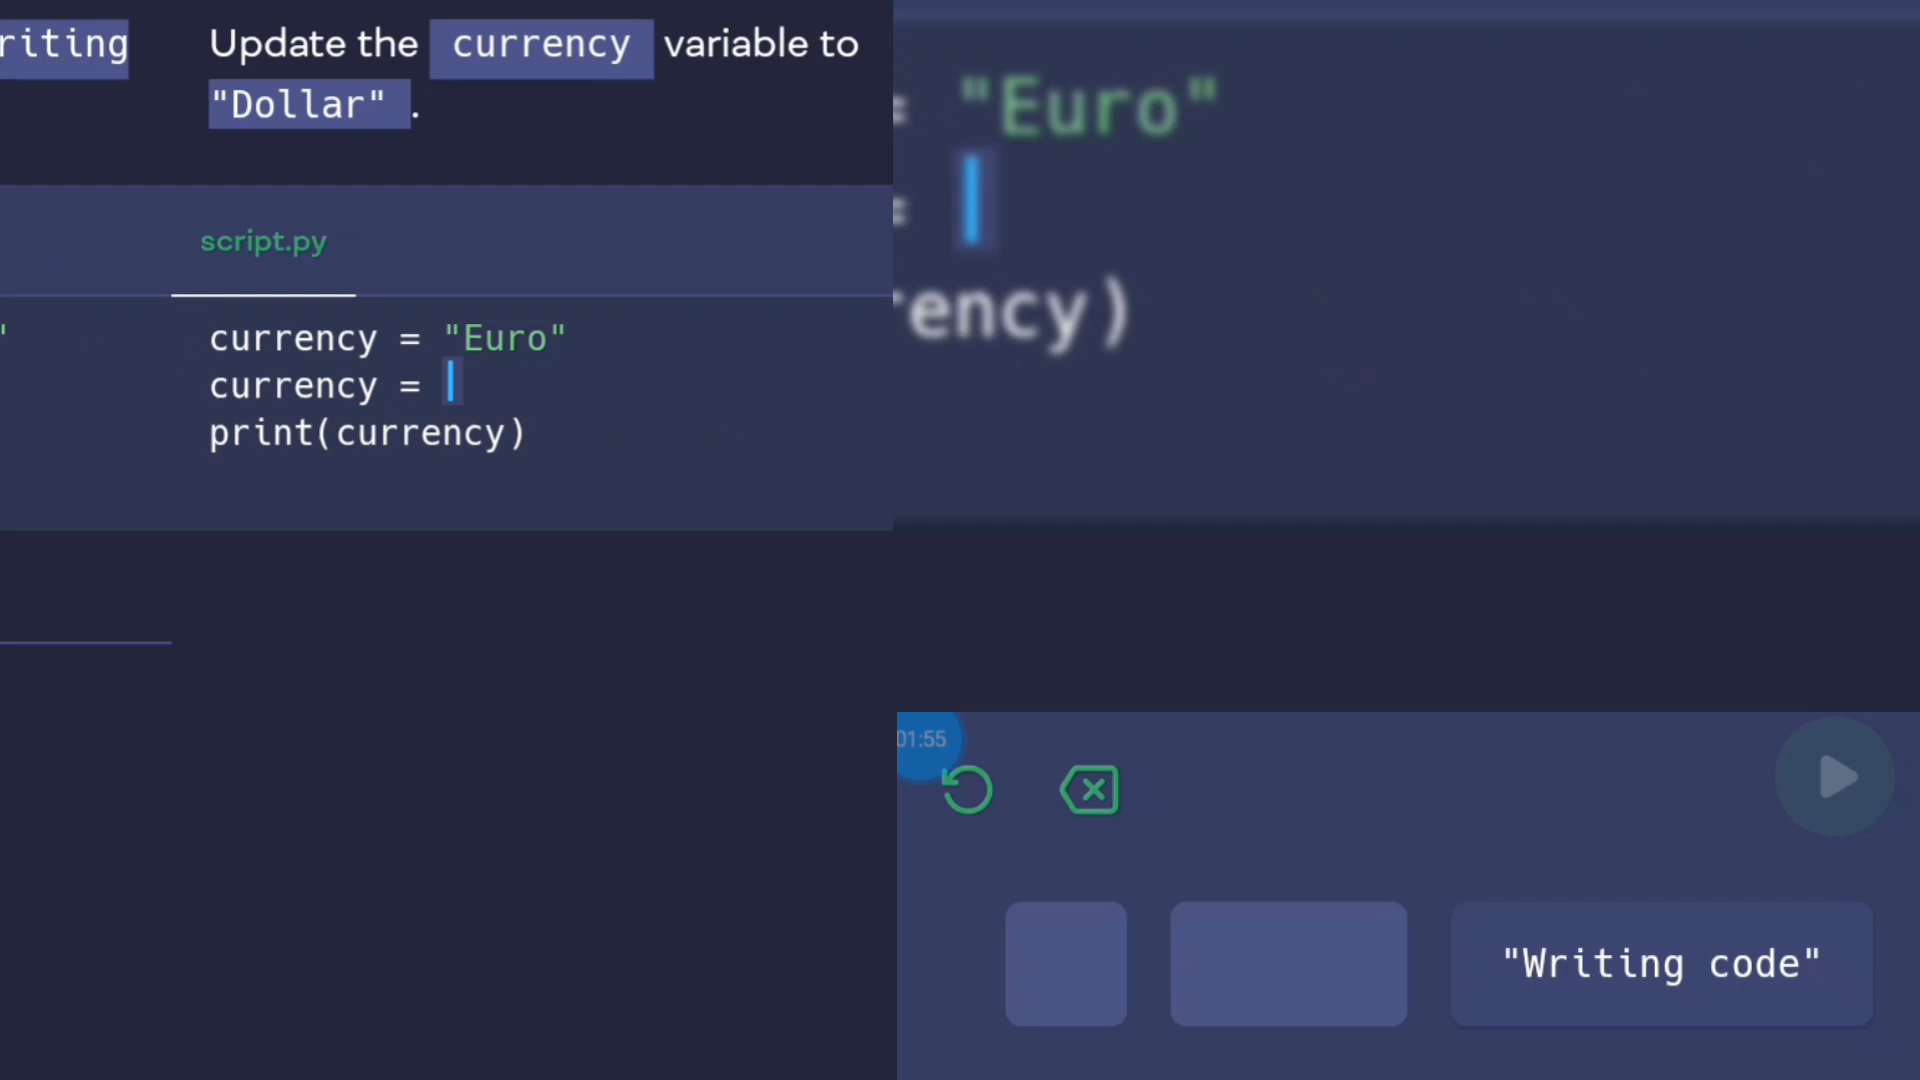 riting
Update the currency variable to
"Dollar" .
script.py
"
currency = "Euro"
currency =
print(currency)
= "Euro"
=
rency)
01:55
"Writing code"